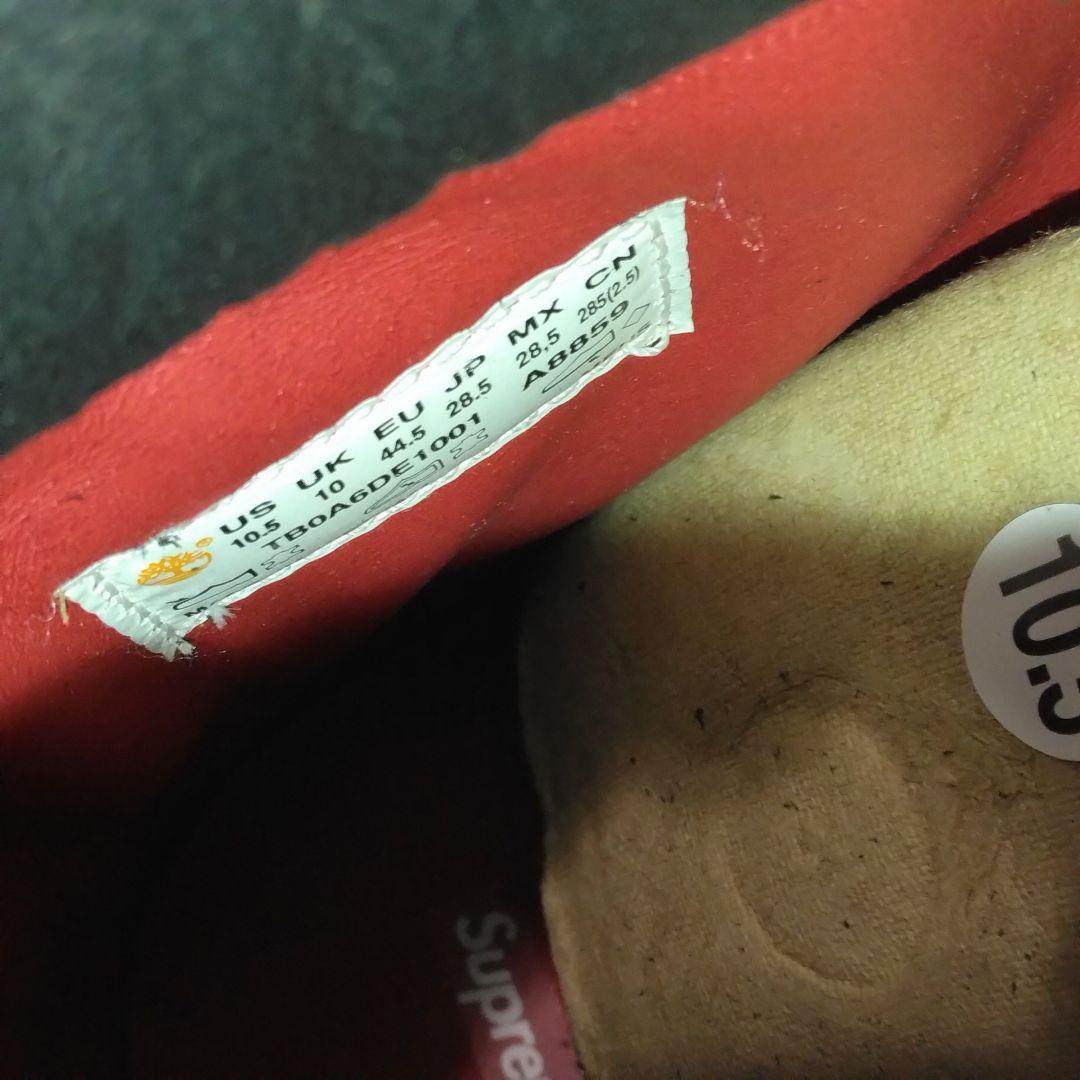 US UK EU JP MX CN
10.5 10 44.5 28.5 28,5 285(2.5)
TB0A6DE1001 A8859
10.5
Supre